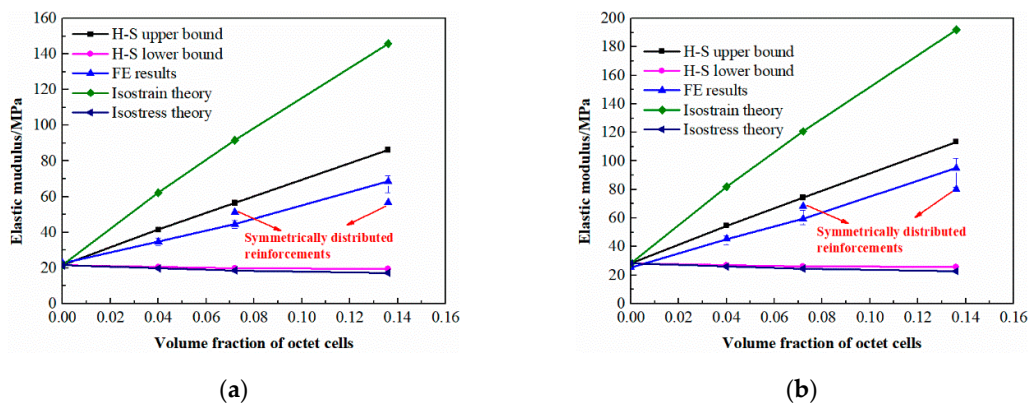 160
140
120
100
80
60
40
20
0
Elastic modulus/MPa
H-S upper bound
H-S lower bound
FE results
Isostrain theory
Isostress theory
Symmetrically distributed
reinforcements
0.00 0.02 0.04 0.06 0.08 0.10 0.12 0.14 0.16
Volume fraction of octet cells
(a)
200
180
160
140
120
100
80
60
40
20
0
Elastic modulus/MPa
H-S upper bound
H-S lower bound
FE results
Isostrain theory
Isostress theory
Symmetrically distributed
reinforcements
0.00 0.02 0.04 0.06 0.08 0.10 0.12 0.14 0.16
Volume fraction of octet cells
(b)